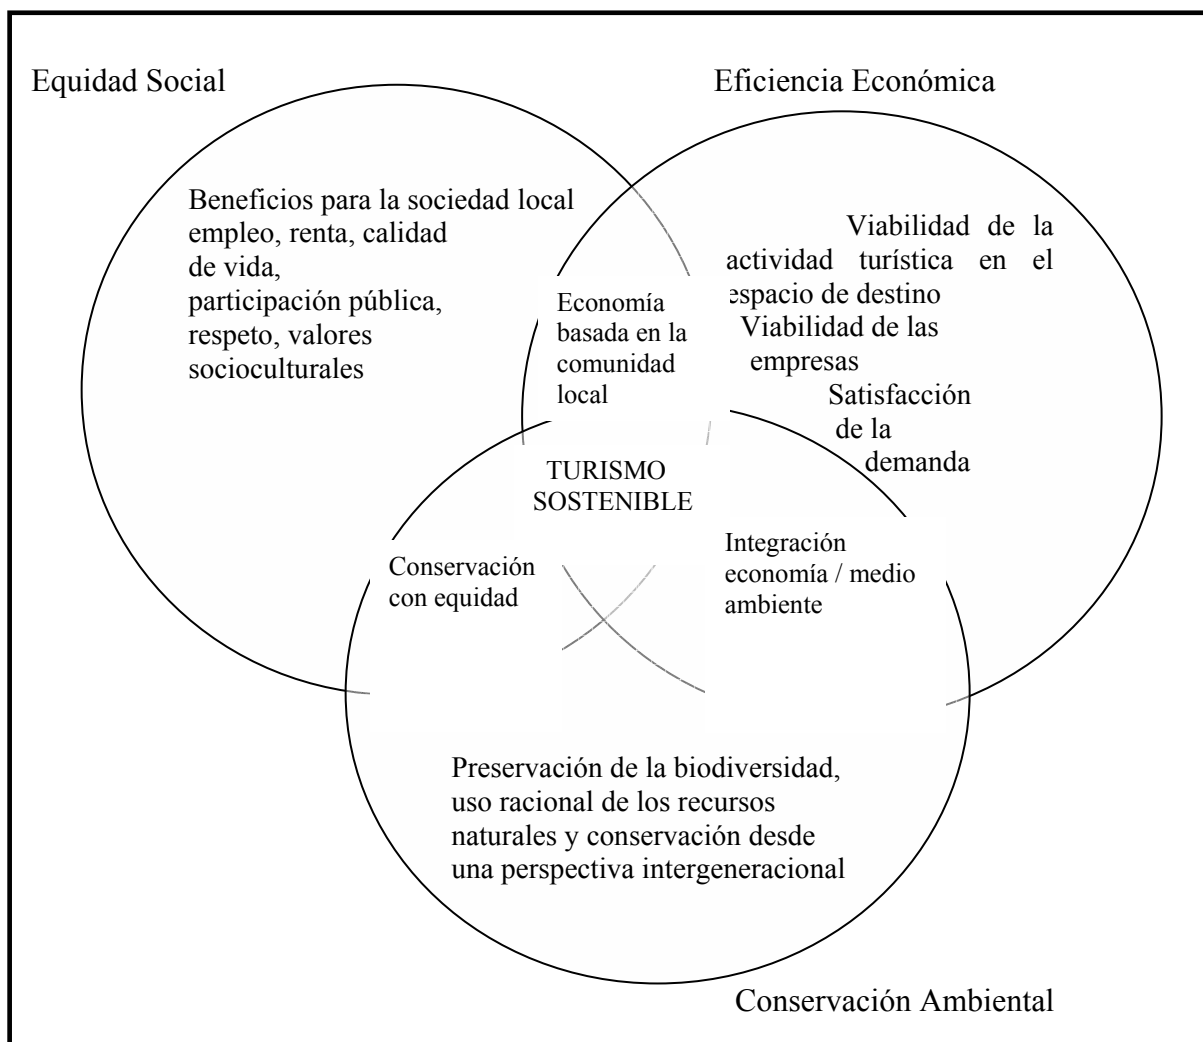 Equidad Social
Eficiencia Económica
Beneficios para la sociedad local
empleo, renta, calidad
de vida,
participación pública,
respeto, valores
socioculturales
Viabilidad de la
actividad turística en el
espacio de destino
Viabilidad de las
empresas
Satisfacción
de la
demanda
Economía
basada en la
comunidad
local
TURISMO
SOSTENIBLE
Conservación
con equidad
Integración
economía / medio
ambiente
Preservación de la biodiversidad,
uso racional de los recursos
naturales y conservación desde
una perspectiva intergeneracional
Conservación Ambiental